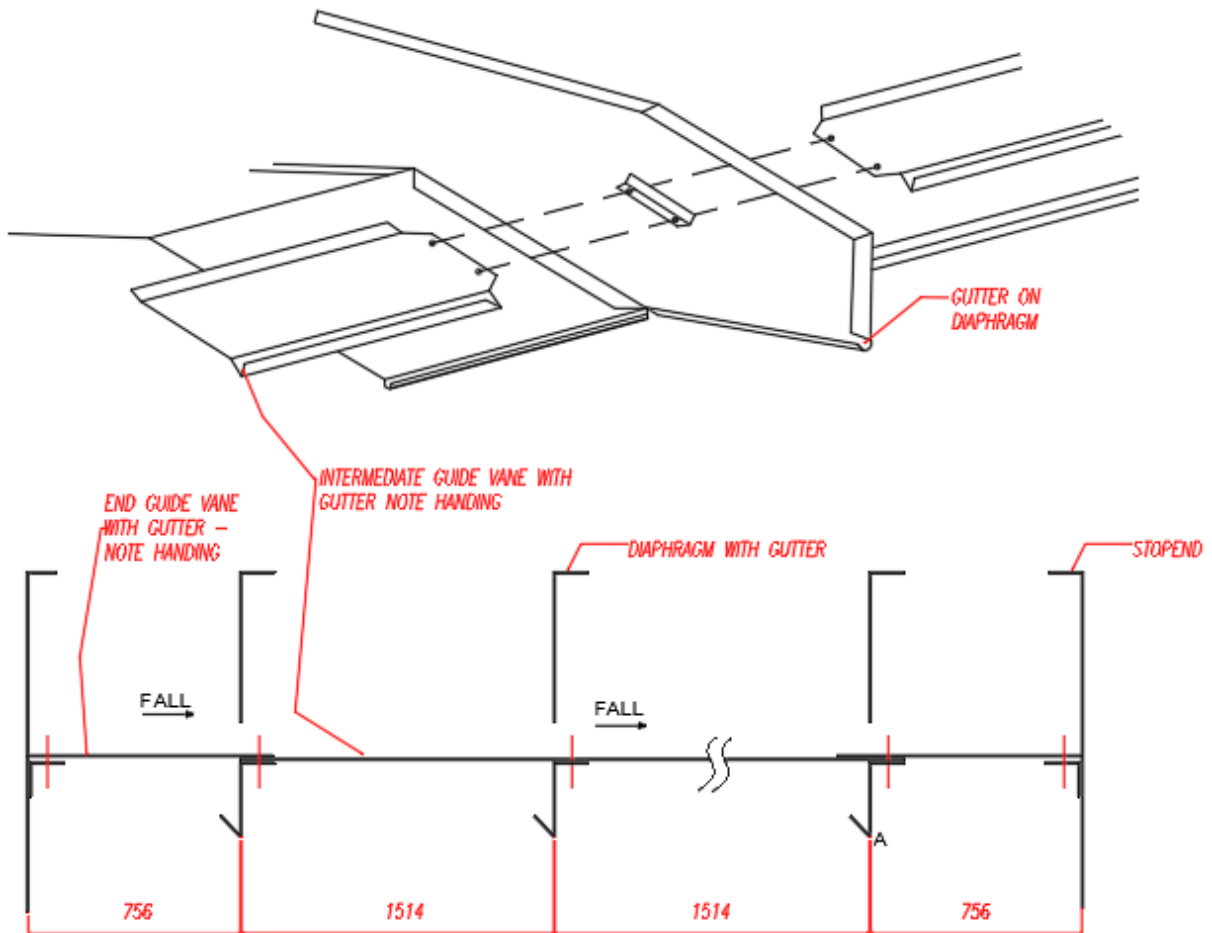 GUTTER ON
DIAPHRAGM
INTERMEDIATE GUIDE VANE WITH
GUTTER NOTE HANDING
END GUIDE VANE
WITH GUTTER –
NOTE HANDING
DIAPHRAGM WITH GUTTER
STOPEND
FALL
FALL
A
756
1514
1514
756